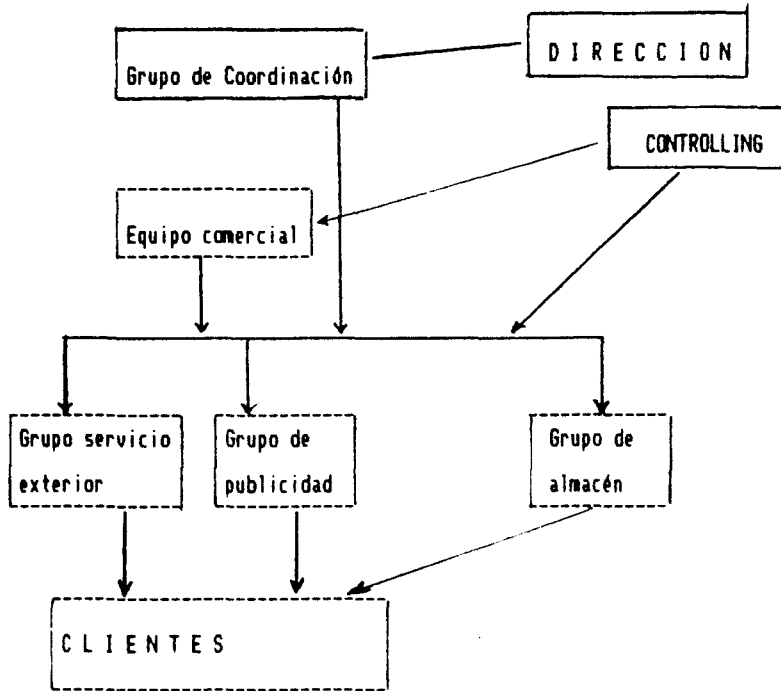 D I R E C C I O N
Grupo de Coordinación
CONTROLLING
Equipo comercial
Grupo servicio
exterior
Grupo de
publicidad
Grupo de
almacén
C L I E N T E S